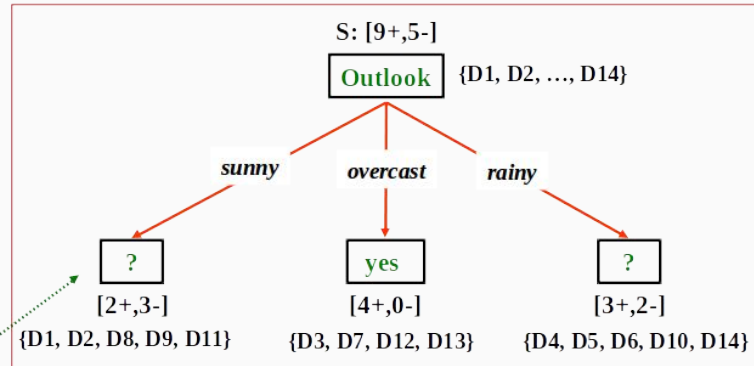 S: [9+,5-]
Outlook {D1, D2, …, D14}
sunny overcast rainy
? yes ?
[2+,3-] [4+,0-] [3+,2-]
{D1, D2, D8, D9, D11} {D3, D7, D12, D13} {D4, D5, D6, D10, D14}